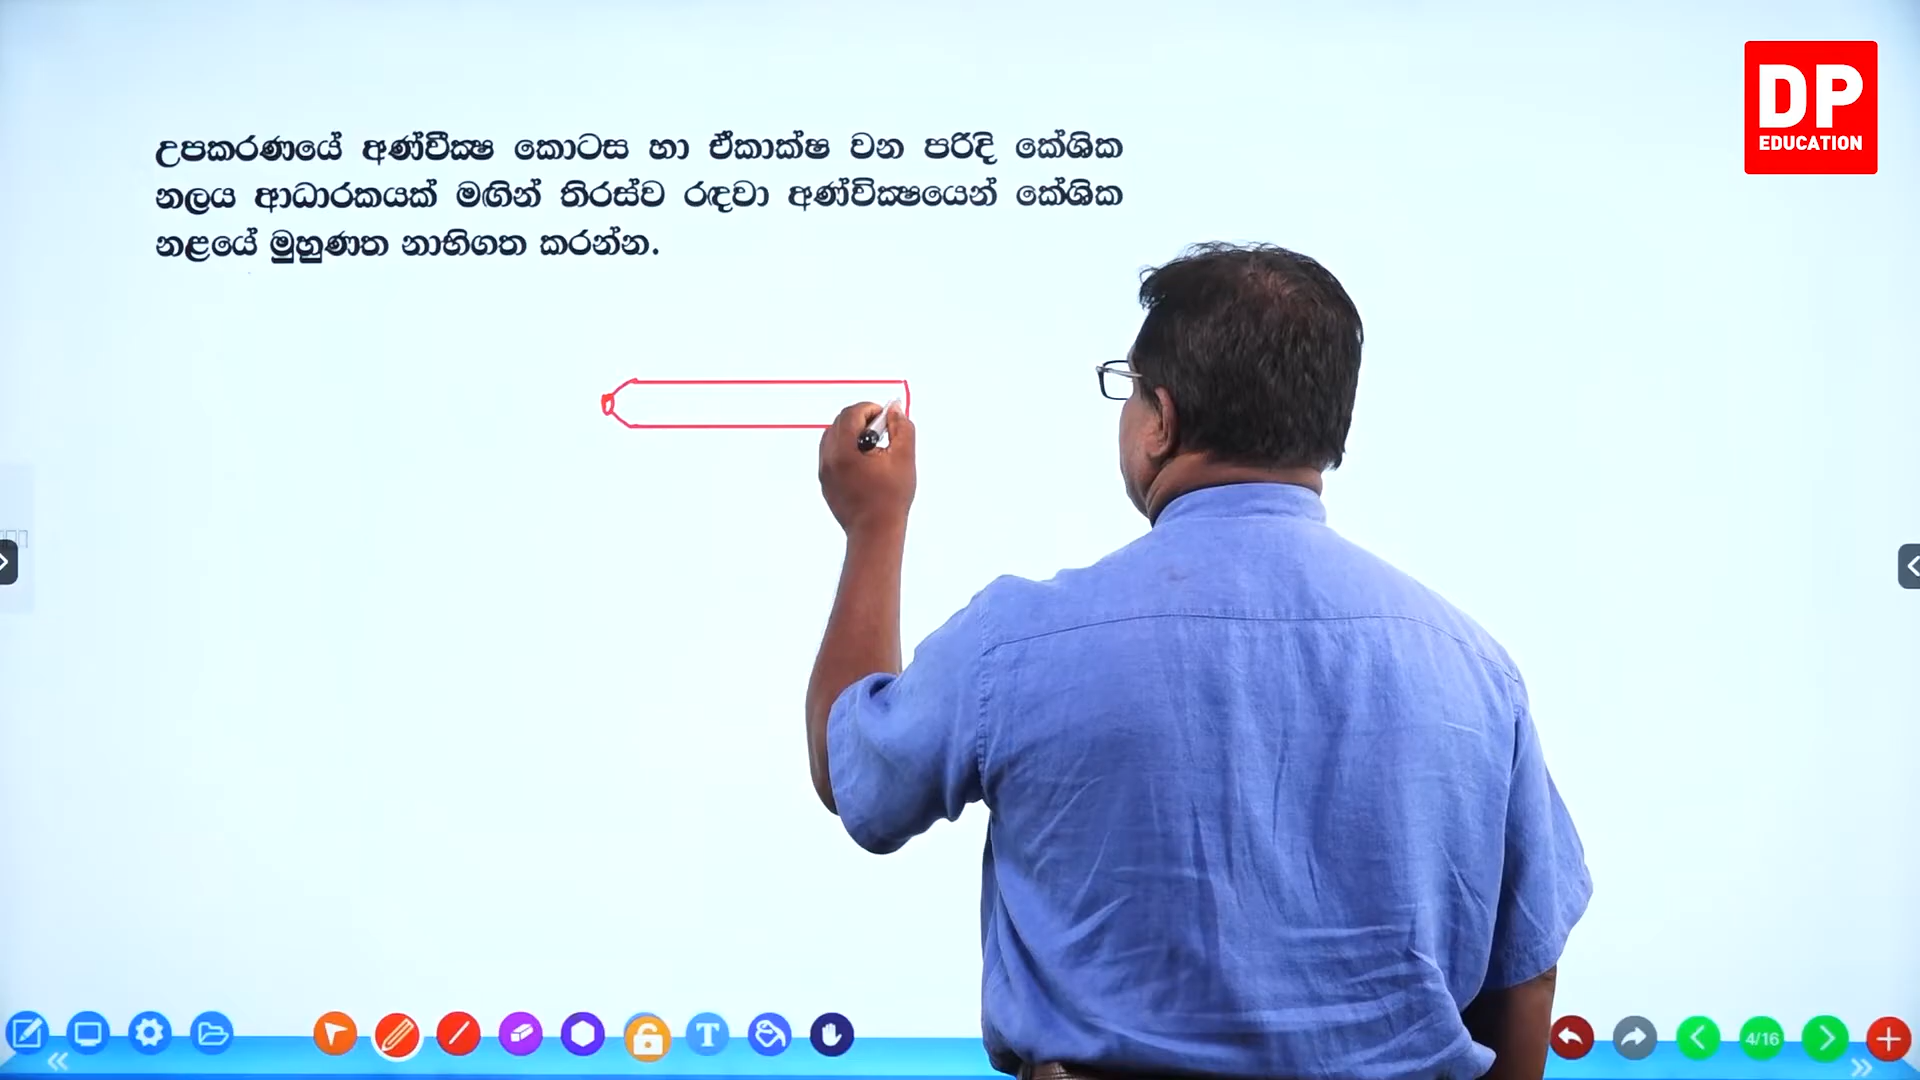 DP
EDUCATION
උපකරණයේ අණ්වීක්‍ෂ කොටස හා ඒකාක්ෂ වන පරිදි කේශික
නලය ආධාරකයක් මඟින් තිරස්ව රඳවා අණ්වික්‍ෂයෙන් කේශික
නළයේ මුහුණත නාභිගත කරන්න.
T
4/16